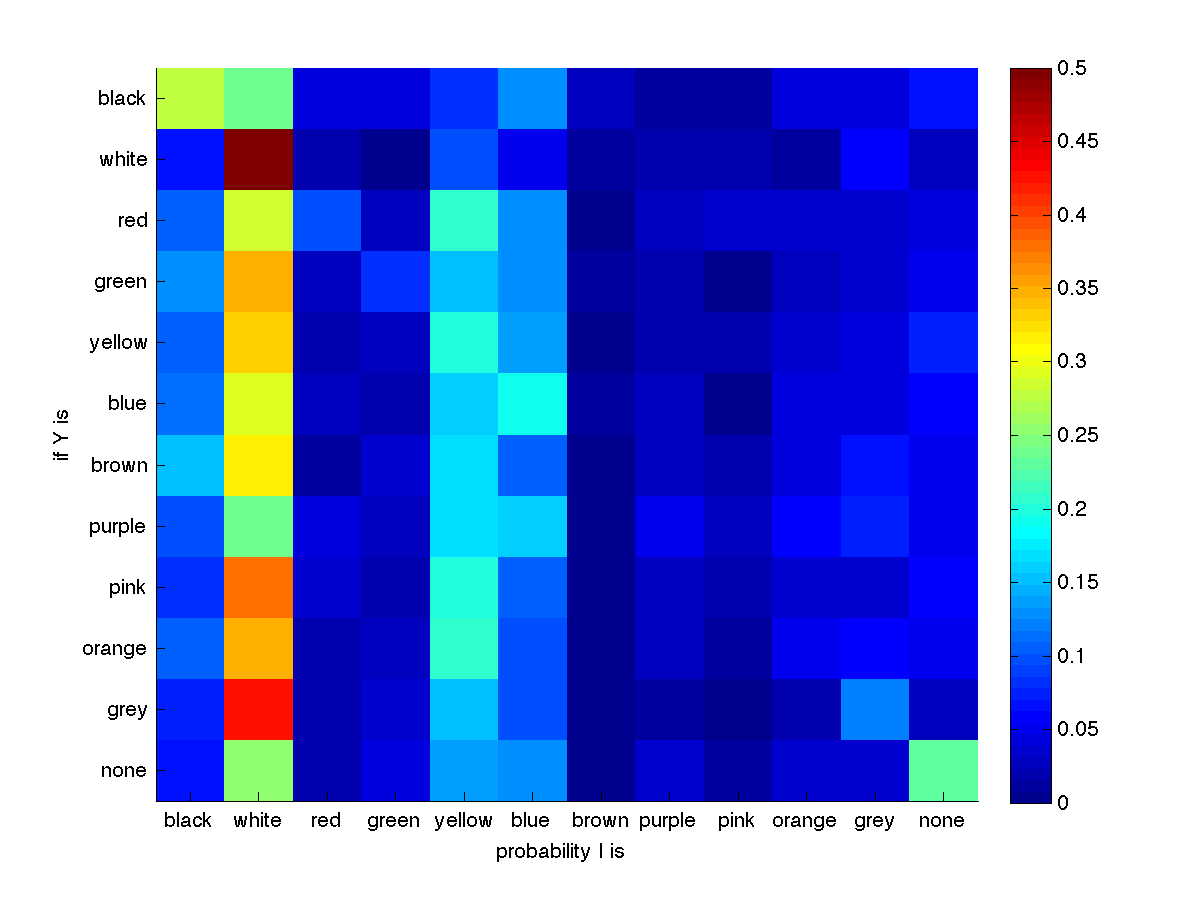 black
white
red
green
yellow
blue
brown
purple
pink
orange
grey
none
if Y is
black white red green yellow blue brown purple pink orange grey none
probability I is
0.5
0.45
0.4
0.35
0.3
0.25
0.2
0.15
0.1
0.05
0